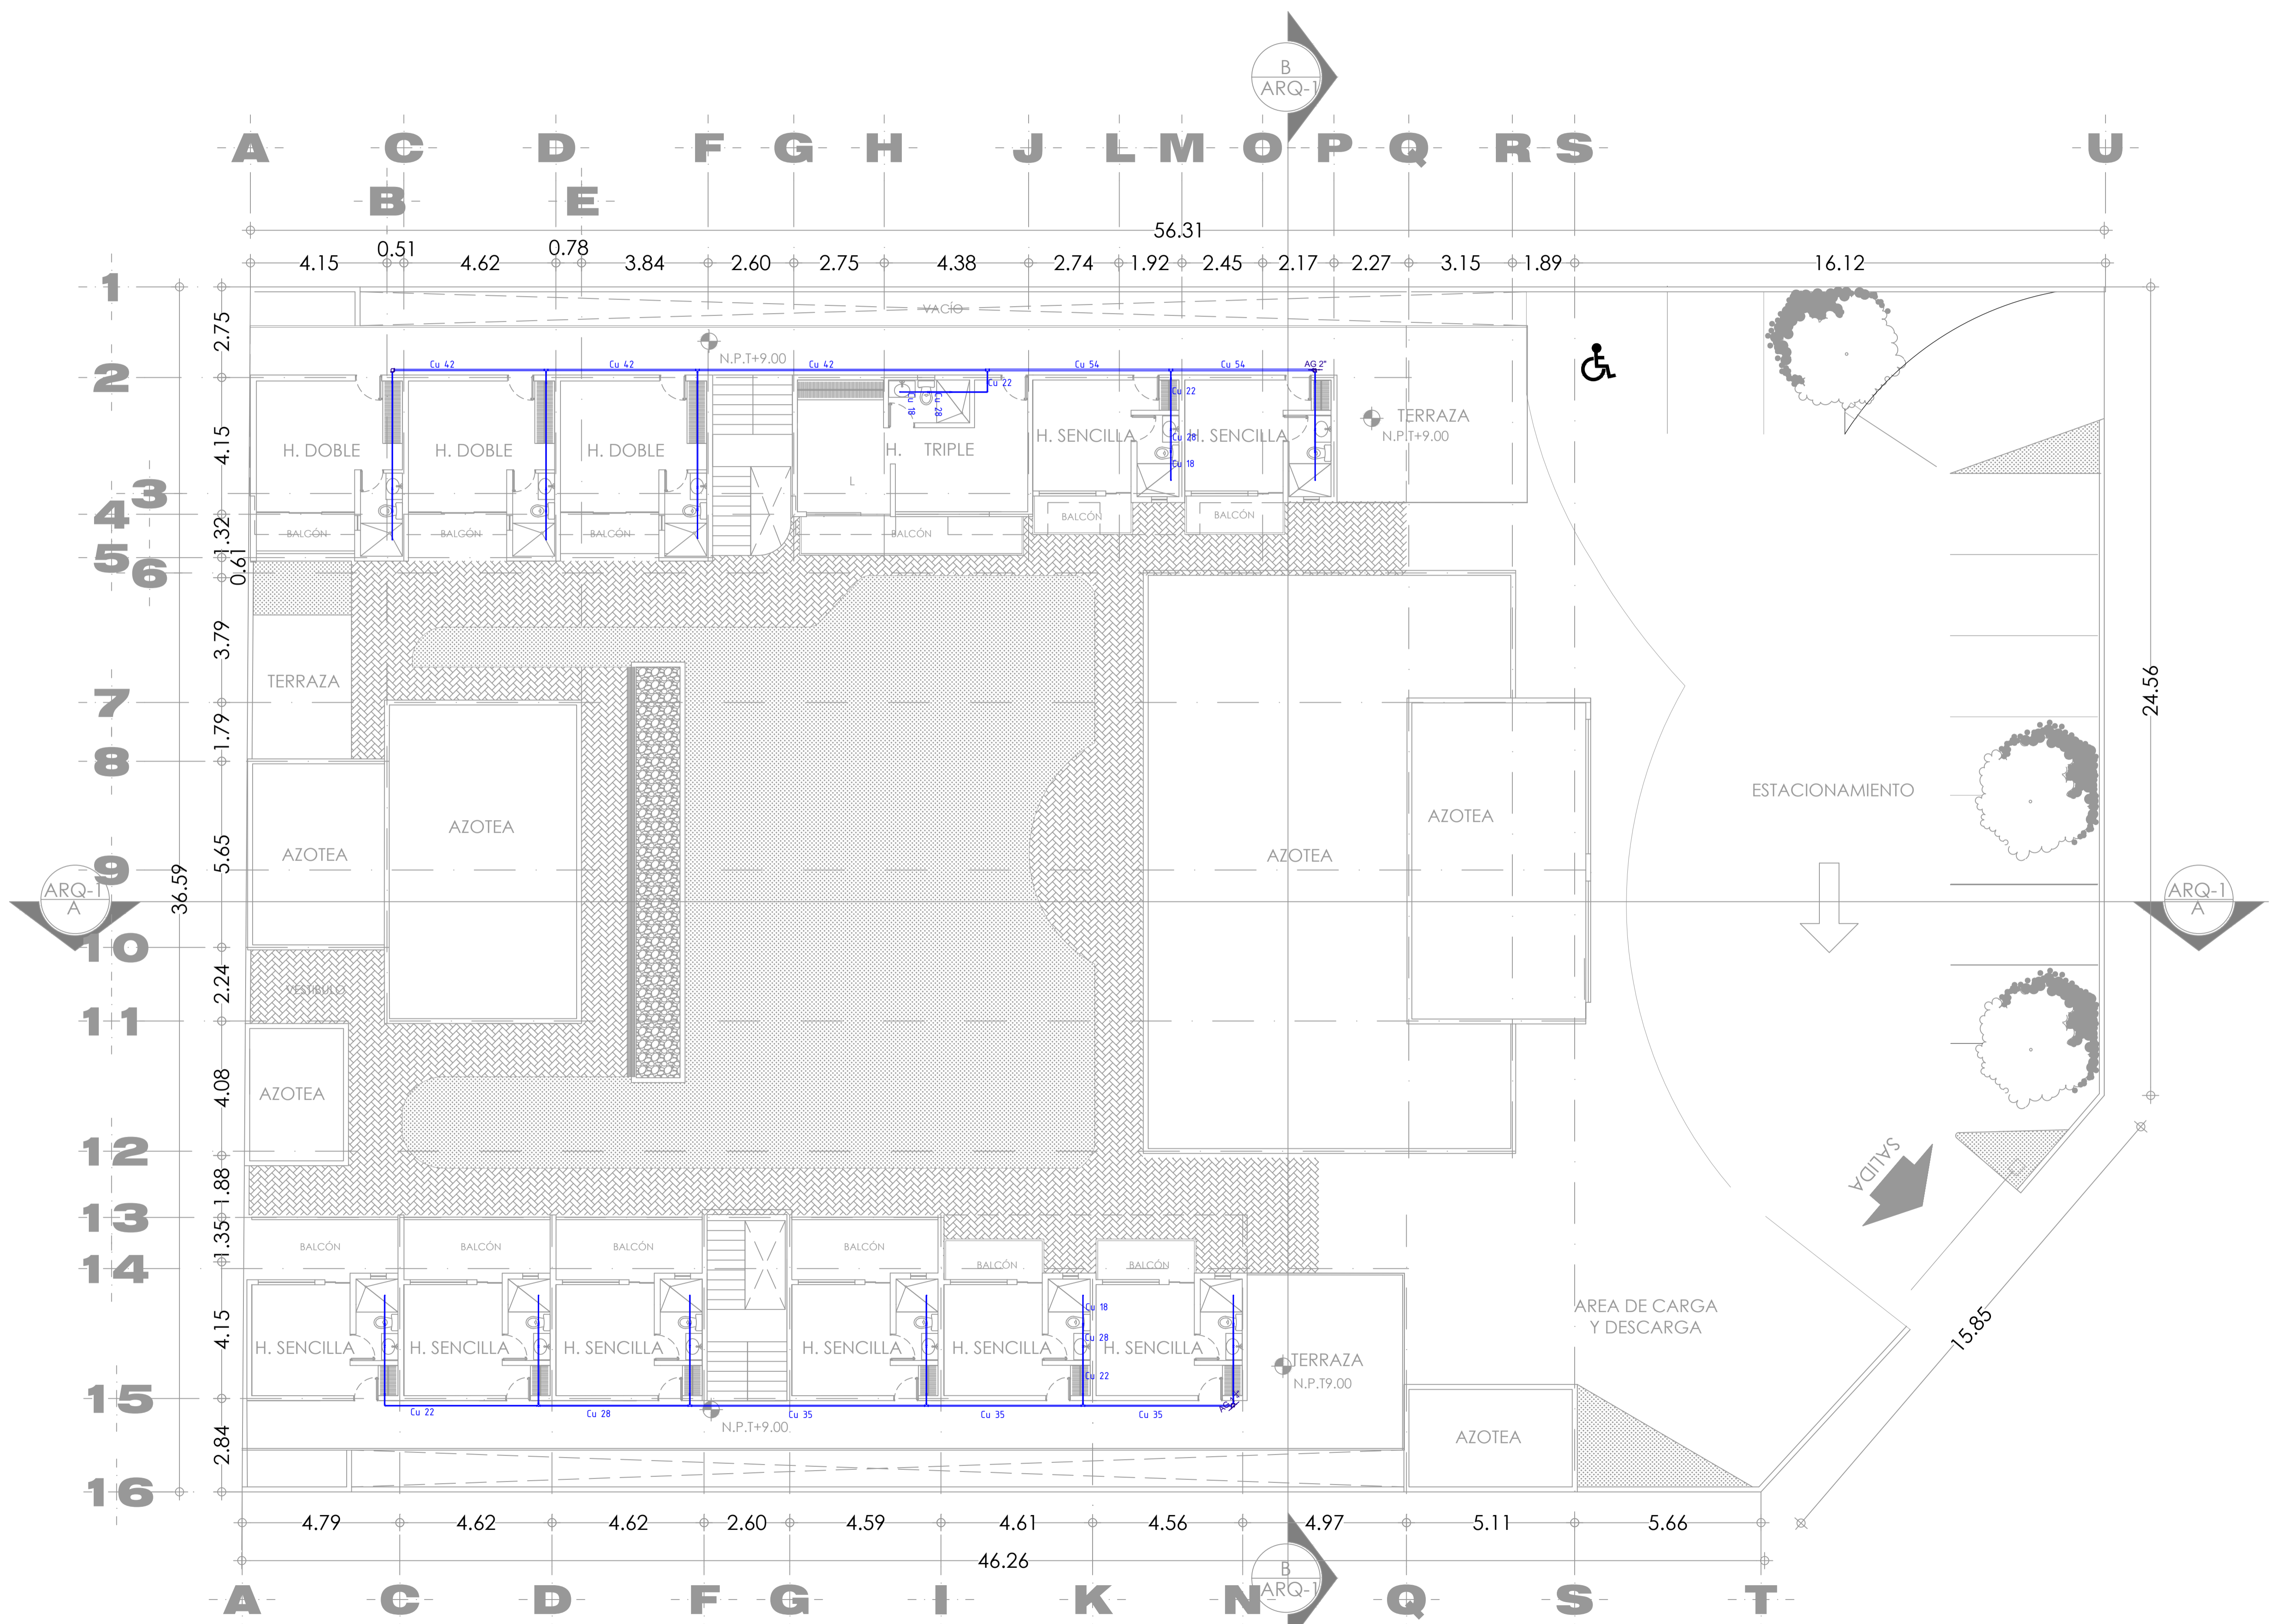 B
ARQ-1
A C D F G H J L M O P Q R S U
B E
56.31
0.51 0.78
4.15 4.62 3.84 2.60 2.75 4.38 2.74 1.92 2.45 2.17 2.27 3.15 1.89 16.12
1
VACÍO
2.75
N.P.T+9.00
Cu 42 Cu 42 Cu 42 Cu 54 Cu 54 AG 2"
2
Cu 22 Cu 22
Cu 18 Cu 28
TERRAZA
N.P.T+9.00
4.15
H. DOBLE H. DOBLE H. DOBLE H. TRIPLE H. SENCILLA H. SENCILLA
Cu 28
Cu 18
L
3
4
1.32
BALCÓN BALCÓN BALCÓN BALCÓN BALCÓN BALCÓN
5
6
0.61
3.79
TERRAZA
24.56
7
1.79
8
ESTACIONAMIENTO
AZOTEA
AZOTEA
AZOTEA
AZOTEA
5.65
9
36.59
ARQ-1
A
ARQ-1
A
10
2.24
VESTIBULO
11
4.08
AZOTEA
12
SALIDA
1.88
13
1.35
BALCÓN BALCÓN BALCÓN BALCÓN BALCÓN BALCÓN
14
Cu 18
AREA DE CARGA
Y DESCARGA
15.85
4.15
Cu 28
H. SENCILLA H. SENCILLA H. SENCILLA H. SENCILLA H. SENCILLA H. SENCILLA
TERRAZA
N.P.T9.00
Cu 22
15
Cu 22 Cu 28 Cu 35 Cu 35 Cu 35
N.P.T+9.00
2.84
AZOTEA
16
4.79 4.62 4.62 2.60 4.59 4.61 4.56 4.97 5.11 5.66
46.26
B
ARQ-1
A C D F G I K N Q S T